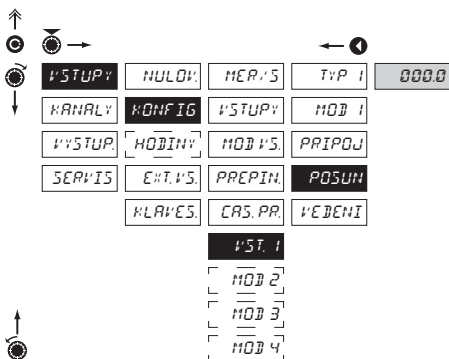 VSTUPY NULOV. MER/S TYP 1 000.0
KANALY KONFIG VSTUPY MOD 1
VYSTUP. HODINY MOD VS. PRIPOJ
SERVIS EXT. VS. PREPIN. POSUN
KLAVES. CAS. PR. VEDENI
VST. 1
MOD 2
MOD 3
MOD 4